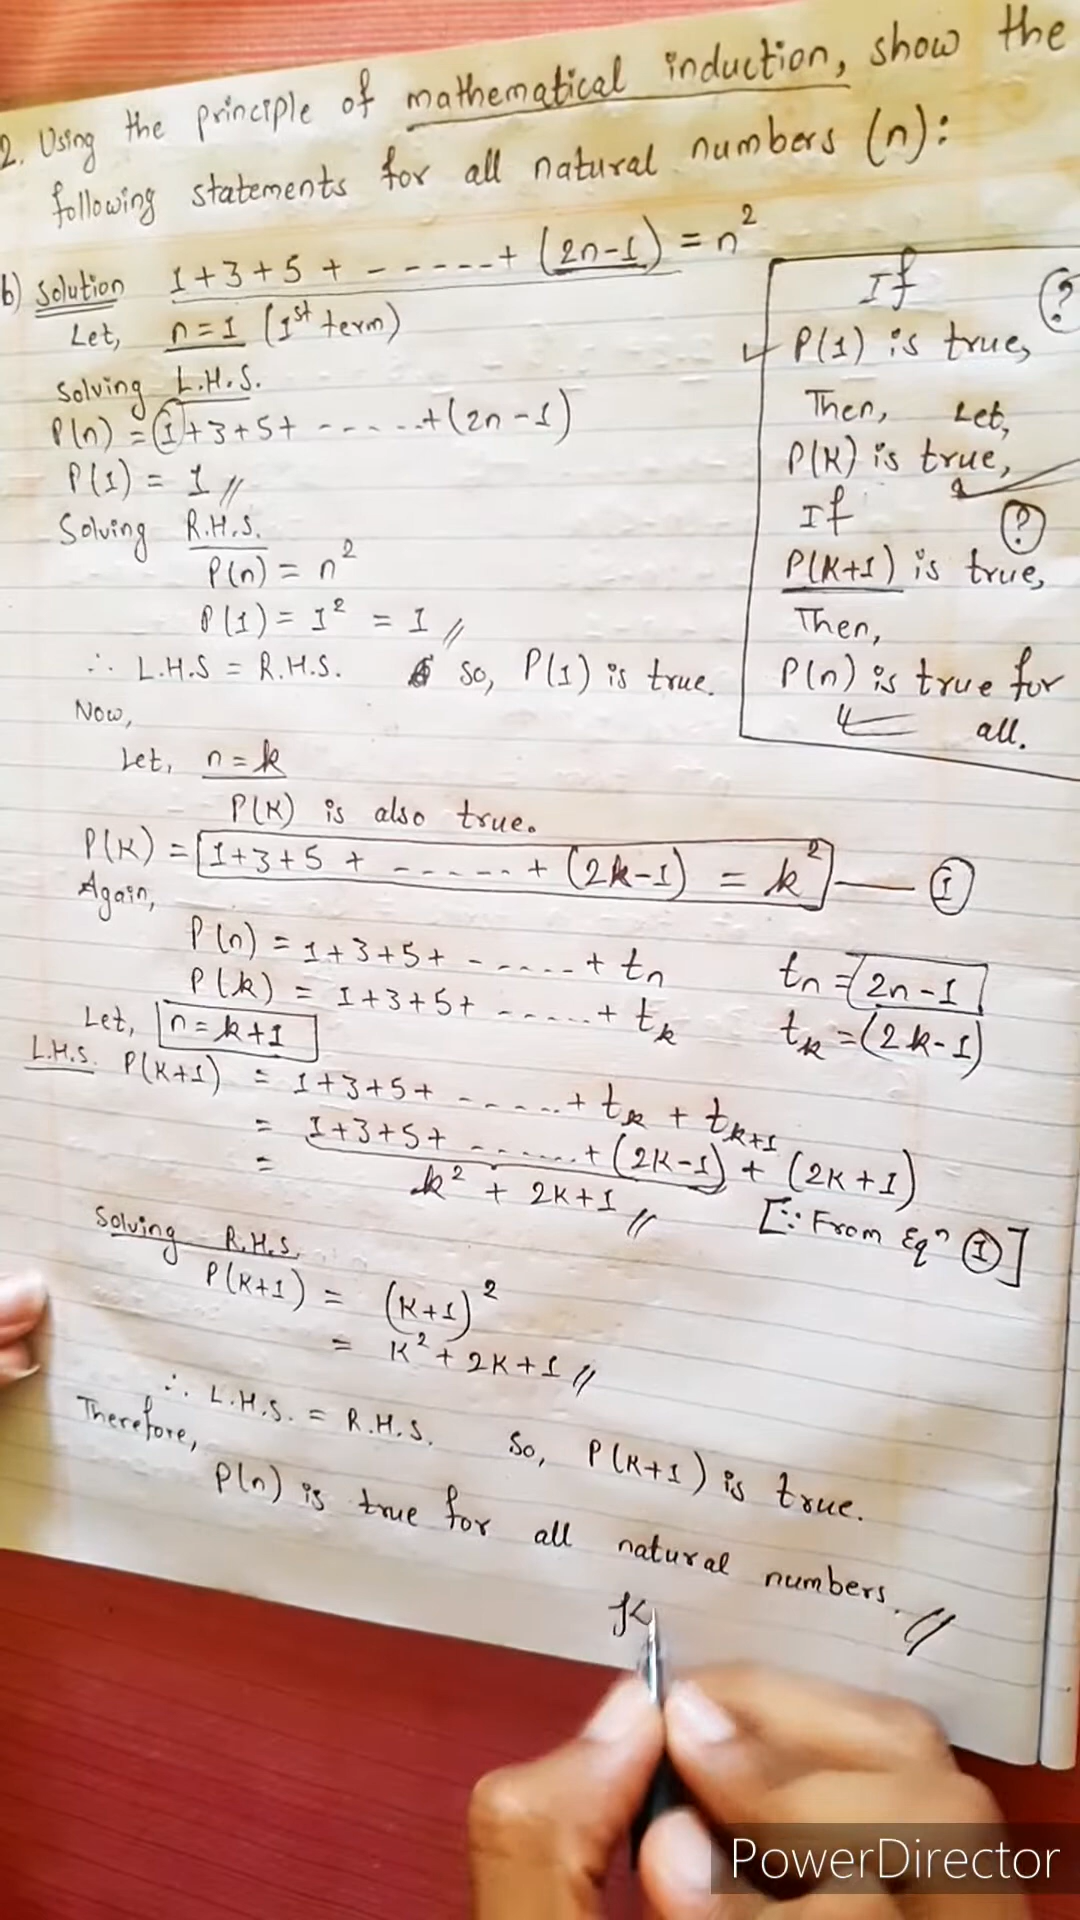 2. Using the principle of mathematical induction, show the
following statements for all natural numbers (n):
b) Solution 1+3+5+ ------+ (2n-1) = n²
Let, n=1 (1st term)
Solving L.H.S.
P(n) = 1+3+5+ ------+(2n-1)
P(1) = 1 //
Solving R.H.S.
P(n) = n²
P(1) = 1² = 1 //
∴ L.H.S = R.H.S. So, P(1) is true.
If ?
P(1) is true,
Then, Let,
P(K) is true,
If ?
P(K+1) is true,
Then,
P(n) is true for
all.
Now,
Let, n=k
P(K) is also true.
P(K) = 1+3+5+ ------+ (2k-1) = k² —— 1
Again,
P(n) = 1+3+5+ ------+ tn tn = 2n-1
P(k) = 1+3+5+ ------+ tk tk = (2k-1)
Let, n=k+1
L.H.S. P(K+1) = 1+3+5+ ------+ tk + tk+1
= 1+3+5+ ------+(2K-1) + (2K+1)
= k² + 2K+1 // [∵ From Eqⁿ 1]
Solving R.H.S.
P(K+1) = (K+1)²
= K²+2K+1 //
∴ L.H.S. = R.H.S. So, P(K+1) is true.
Therefore,
P(n) is true for all natural numbers. //
PowerDirector